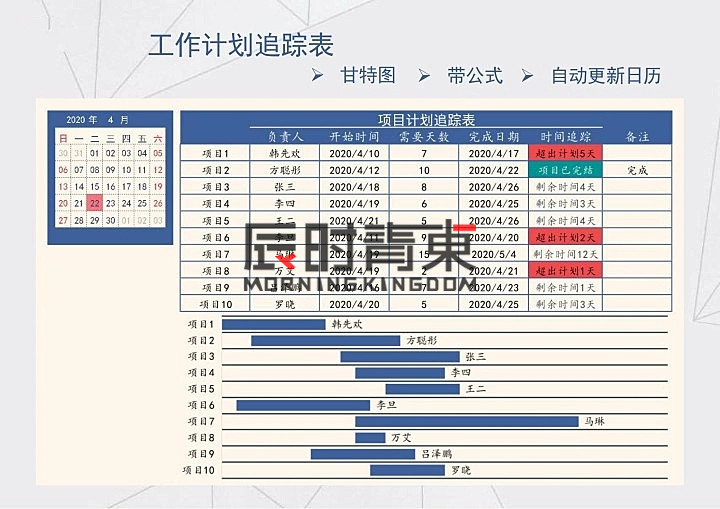 工作计划追踪表
甘特图 带公式 自动更新日历
2020 年 4 月
日 一 二 三 四 五 六
30 31 01 02 03 04 05
06 07 08 09 10 11 12
13 14 15 16 17 18 19
20 21 22 23 24 25 26
27 28 29 30 01 02 03
项目计划追踪表
负责人 开始时间 需要天数 完成日期 时间追踪 备注
项目1 韩先欢 2020/4/10 7 2020/4/17 超出计划5天
项目2 方聪彤 2020/4/12 10 2020/4/22 项目已完结 完成
项目3 张三 2020/4/18 8 2020/4/26 剩余时间4天
项目4 李四 2020/4/19 6 2020/4/25 剩余时间3天
项目5 王二 2020/4/21 5 2020/4/26 剩余时间4天
项目6 李旦 2020/4/11 9 2020/4/20 超出计划2天
项目7 马琳 2020/4/19 15 2020/5/4 剩余时间12天
项目8 万艾 2020/4/19 2 2020/4/21 超出计划1天
项目9 吕泽鹏 2020/4/16 7 2020/4/23 剩余时间1天
项目10 罗晓 2020/4/20 5 2020/4/25 剩余时间3天
辰时青東
MORNINGKINGDOM
项目1 韩先欢
项目2 方聪彤
项目3 张三
项目4 李四
项目5 王二
项目6 李旦
项目7 马琳
项目8 万艾
项目9 吕泽鹏
项目10 罗晓